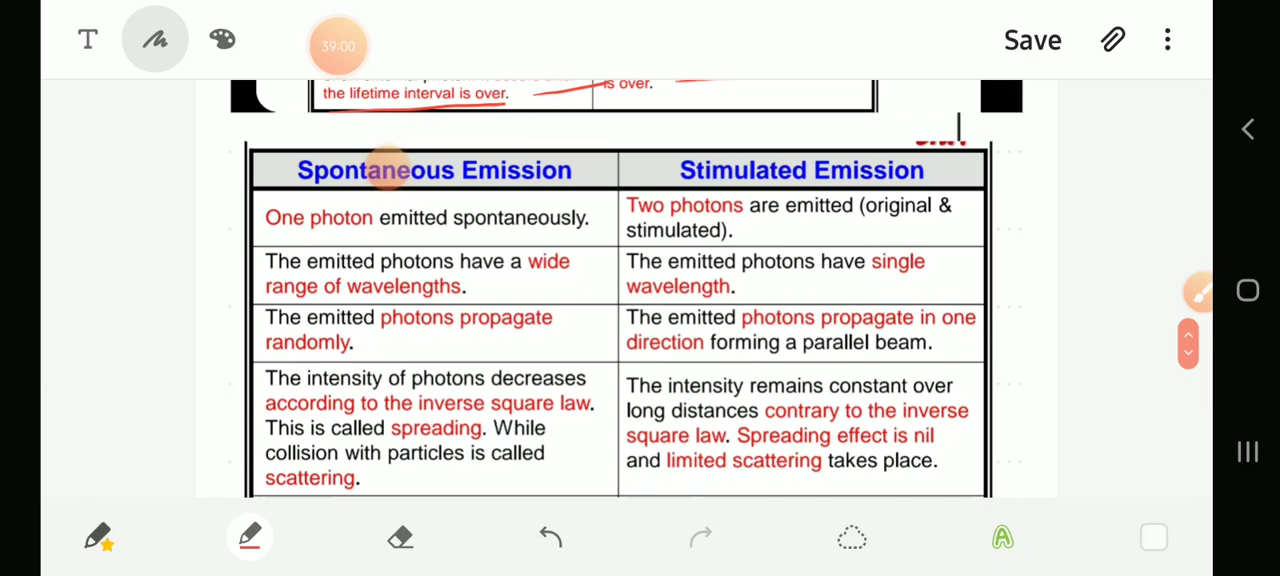 T
39:00
Save
the lifetime interval is over.
is over.
Spontaneous Emission
Stimulated Emission
One photon emitted spontaneously.
Two photons are emitted (original &
stimulated).
The emitted photons have a wide
range of wavelengths.
The emitted photons have single
wavelength.
The emitted photons propagate
randomly.
The emitted photons propagate in one
direction forming a parallel beam.
The intensity of photons decreases
according to the inverse square law.
This is called spreading. While
collision with particles is called
scattering.
The intensity remains constant over
long distances contrary to the inverse
square law. Spreading effect is nil
and limited scattering takes place.
A